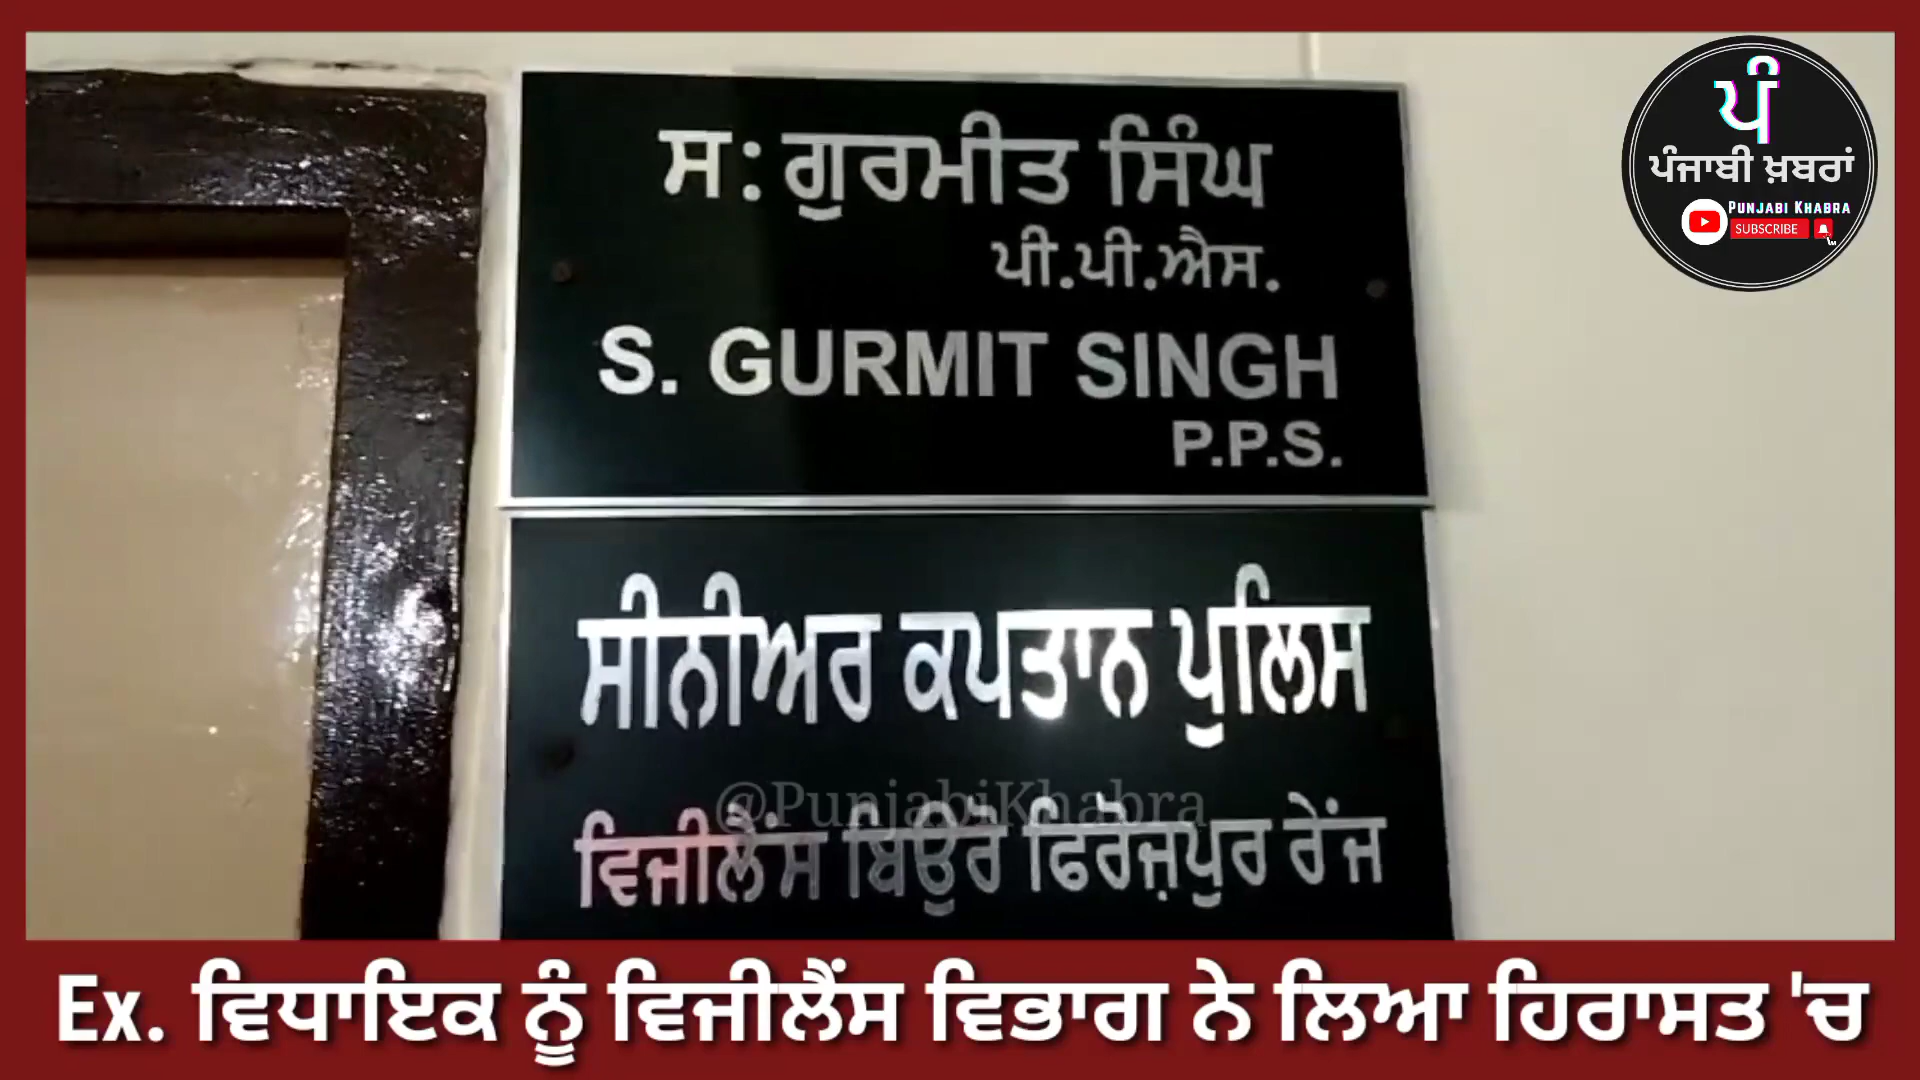 ਸ: ਗੁਰਮੀਤ ਸਿੰਘ
ਪੀ.ਪੀ.ਐਸ.
S. GURMIT SINGH
P.P.S.
ਸੀਨੀਅਰ ਕਪਤਾਨ ਪੁਲਿਸ
@PunjabiKhabra
ਵਿਜੀਲੈਂਸ ਬਿਊਰੋ ਫਿਰੋਜ਼ਪੁਰ ਰੇਂਜ
ਪੰ
ਪੰਜਾਬੀ ਖ਼ਬਰਾਂ
PUNJABI KHABRA
SUBSCRIBE
Ex. ਵਿਧਾਇਕ ਨੂੰ ਵਿਜੀਲੈਂਸ ਵਿਭਾਗ ਨੇ ਲਿਆ ਹਿਰਾਸਤ 'ਚ